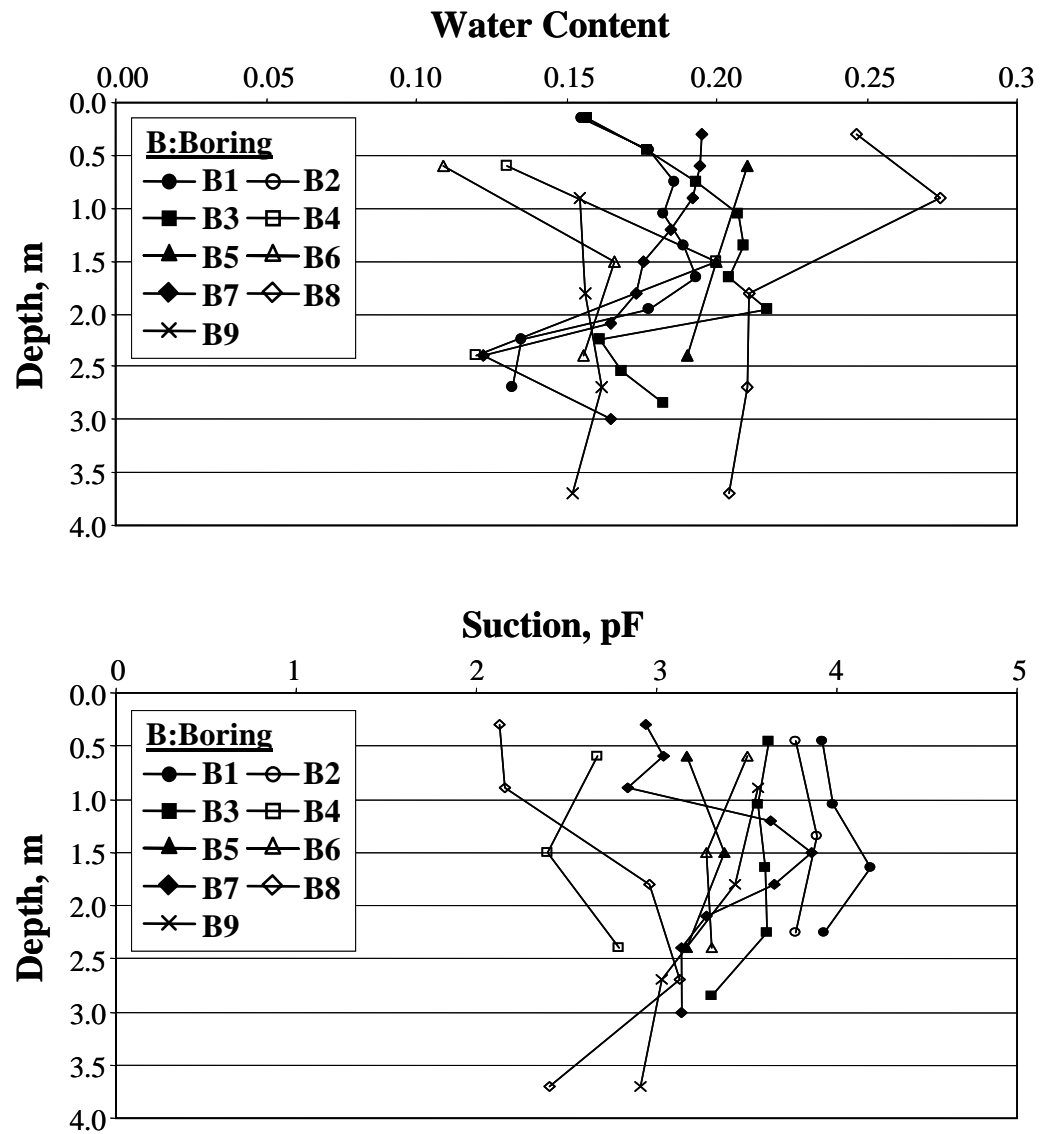 Water Content
0.00 0.05 0.10 0.15 0.20 0.25 0.3
0.0
0.5
1.0
1.5
2.0
2.5
3.0
3.5
4.0
Depth, m
B:Boring
B1 B2
B3 B4
B5 B6
B7 B8
B9
Suction, pF
0 1 2 3 4 5
0.0
0.5
1.0
1.5
2.0
2.5
3.0
3.5
4.0
Depth, m
B:Boring
B1 B2
B3 B4
B5 B6
B7 B8
B9